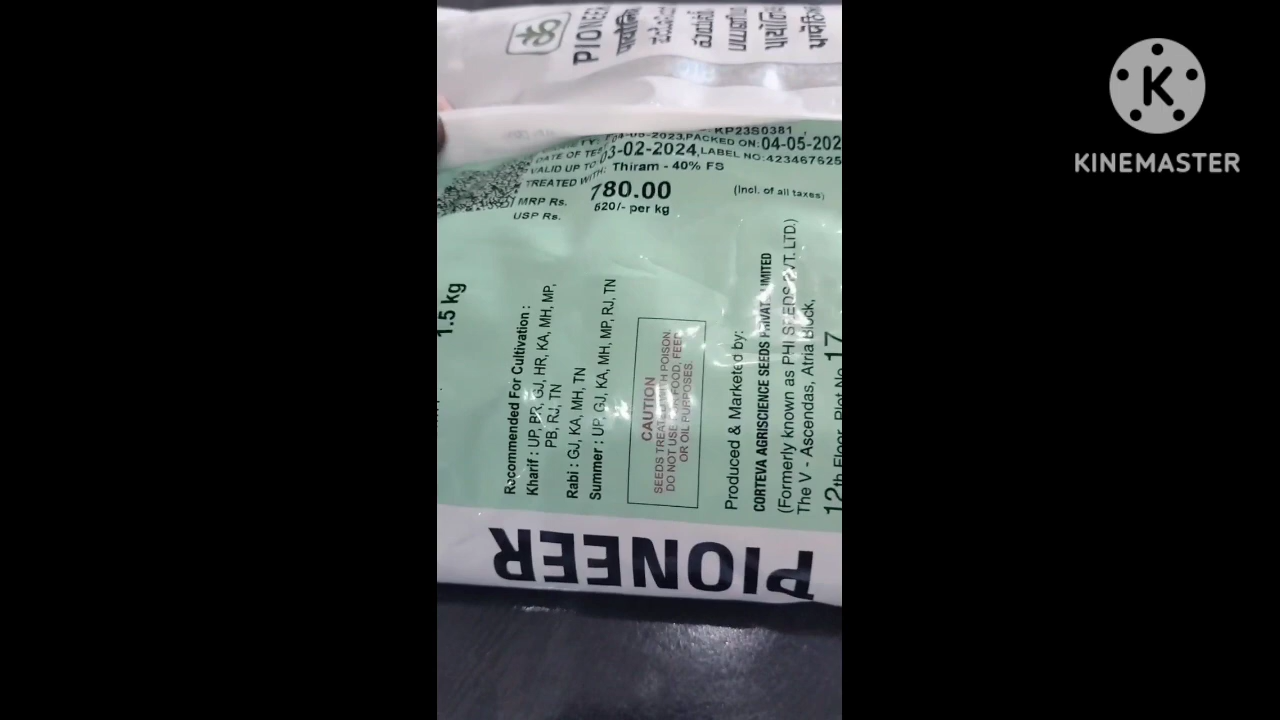 PIONEER
पायोनियर
KP23S0381
04-05-2023, PACKED ON: 04-05-202
DATE OF TES 03-02-2024, LABEL NO: 423467625
VALID UP TO
TREATED WITH: Thiram - 40% FS
MRP Rs. 780.00 (Incl. of all taxes)
USP Rs. 520/- per kg
1.5 kg
Recommended For Cultivation :
Kharif : UP, BR, GJ, HR, KA, MH, MP,
PB, RJ, TN
Rabi : GJ, KA, MH, TN
Summer : UP, GJ, KA, MH, MP, RJ, TN
CAUTION
SEEDS TREATED WITH POISON.
DO NOT USE FOR FOOD, FEED
OR OIL PURPOSES.
Produced & Marketed by:
CORTEVA AGRISCIENCE SEEDS PRIVATE LIMITED
(Formerly known as PHI SEEDS PVT. LTD.)
The V - Ascendas, Atria Block,
12th Floor, Plot No 17
PIONEER
K
KINEMASTER